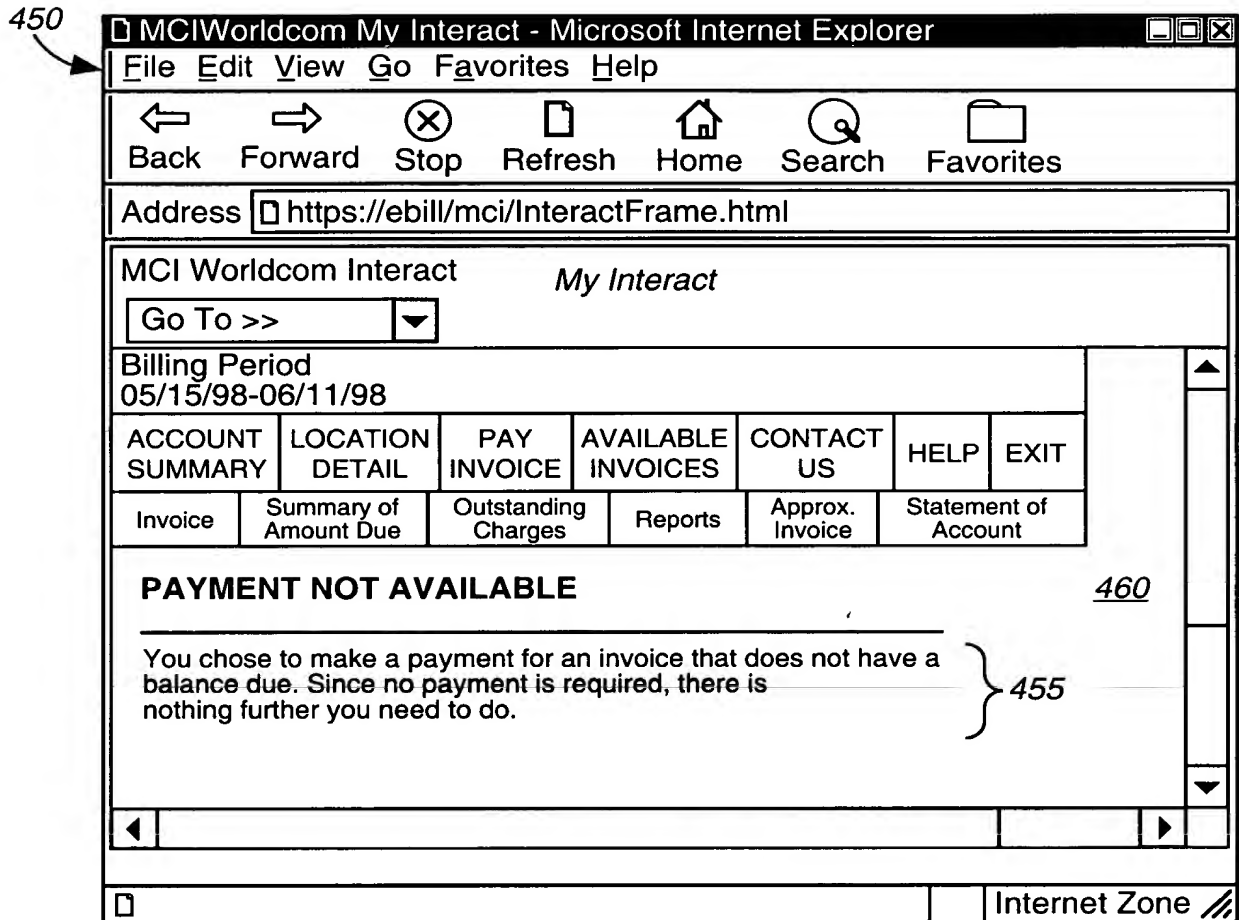 450
MCIWorldcom My Interact - Microsoft Internet Explorer
File Edit View Go Favorites Help
Back Forward Stop Refresh Home Search Favorites
Address https://ebill/mci/InteractFrame.html
MCI Worldcom Interact
My Interact
Go To >>
Billing Period
05/15/98-06/11/98
ACCOUNT SUMMARY
LOCATION DETAIL
PAY INVOICE
AVAILABLE INVOICES
CONTACT US
HELP
EXIT
Invoice
Summary of Amount Due
Outstanding Charges
Reports
Approx. Invoice
Statement of Account
PAYMENT NOT AVAILABLE
460
You chose to make a payment for an invoice that does not have a
balance due. Since no payment is required, there is
nothing further you need to do.
455
Internet Zone